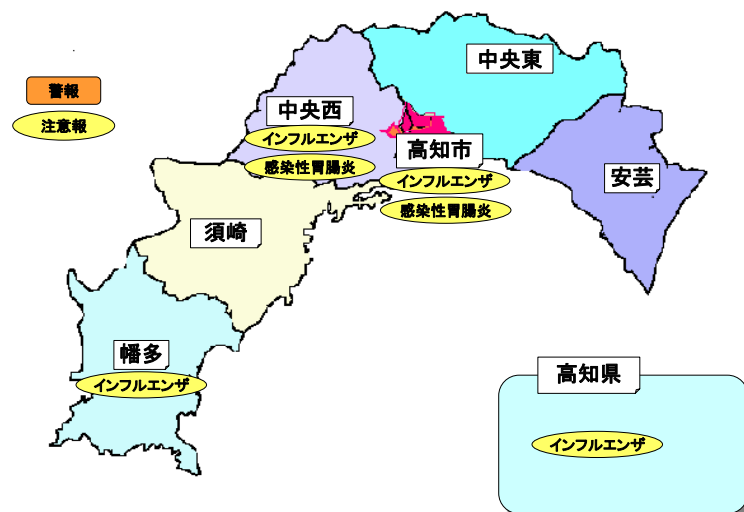 中央東
警報
注意報
中央西
インフルエンザ
感染性胃腸炎
高知市
インフルエンザ
感染性胃腸炎
安芸
須崎
幡多
インフルエンザ
高知県
インフルエンザ